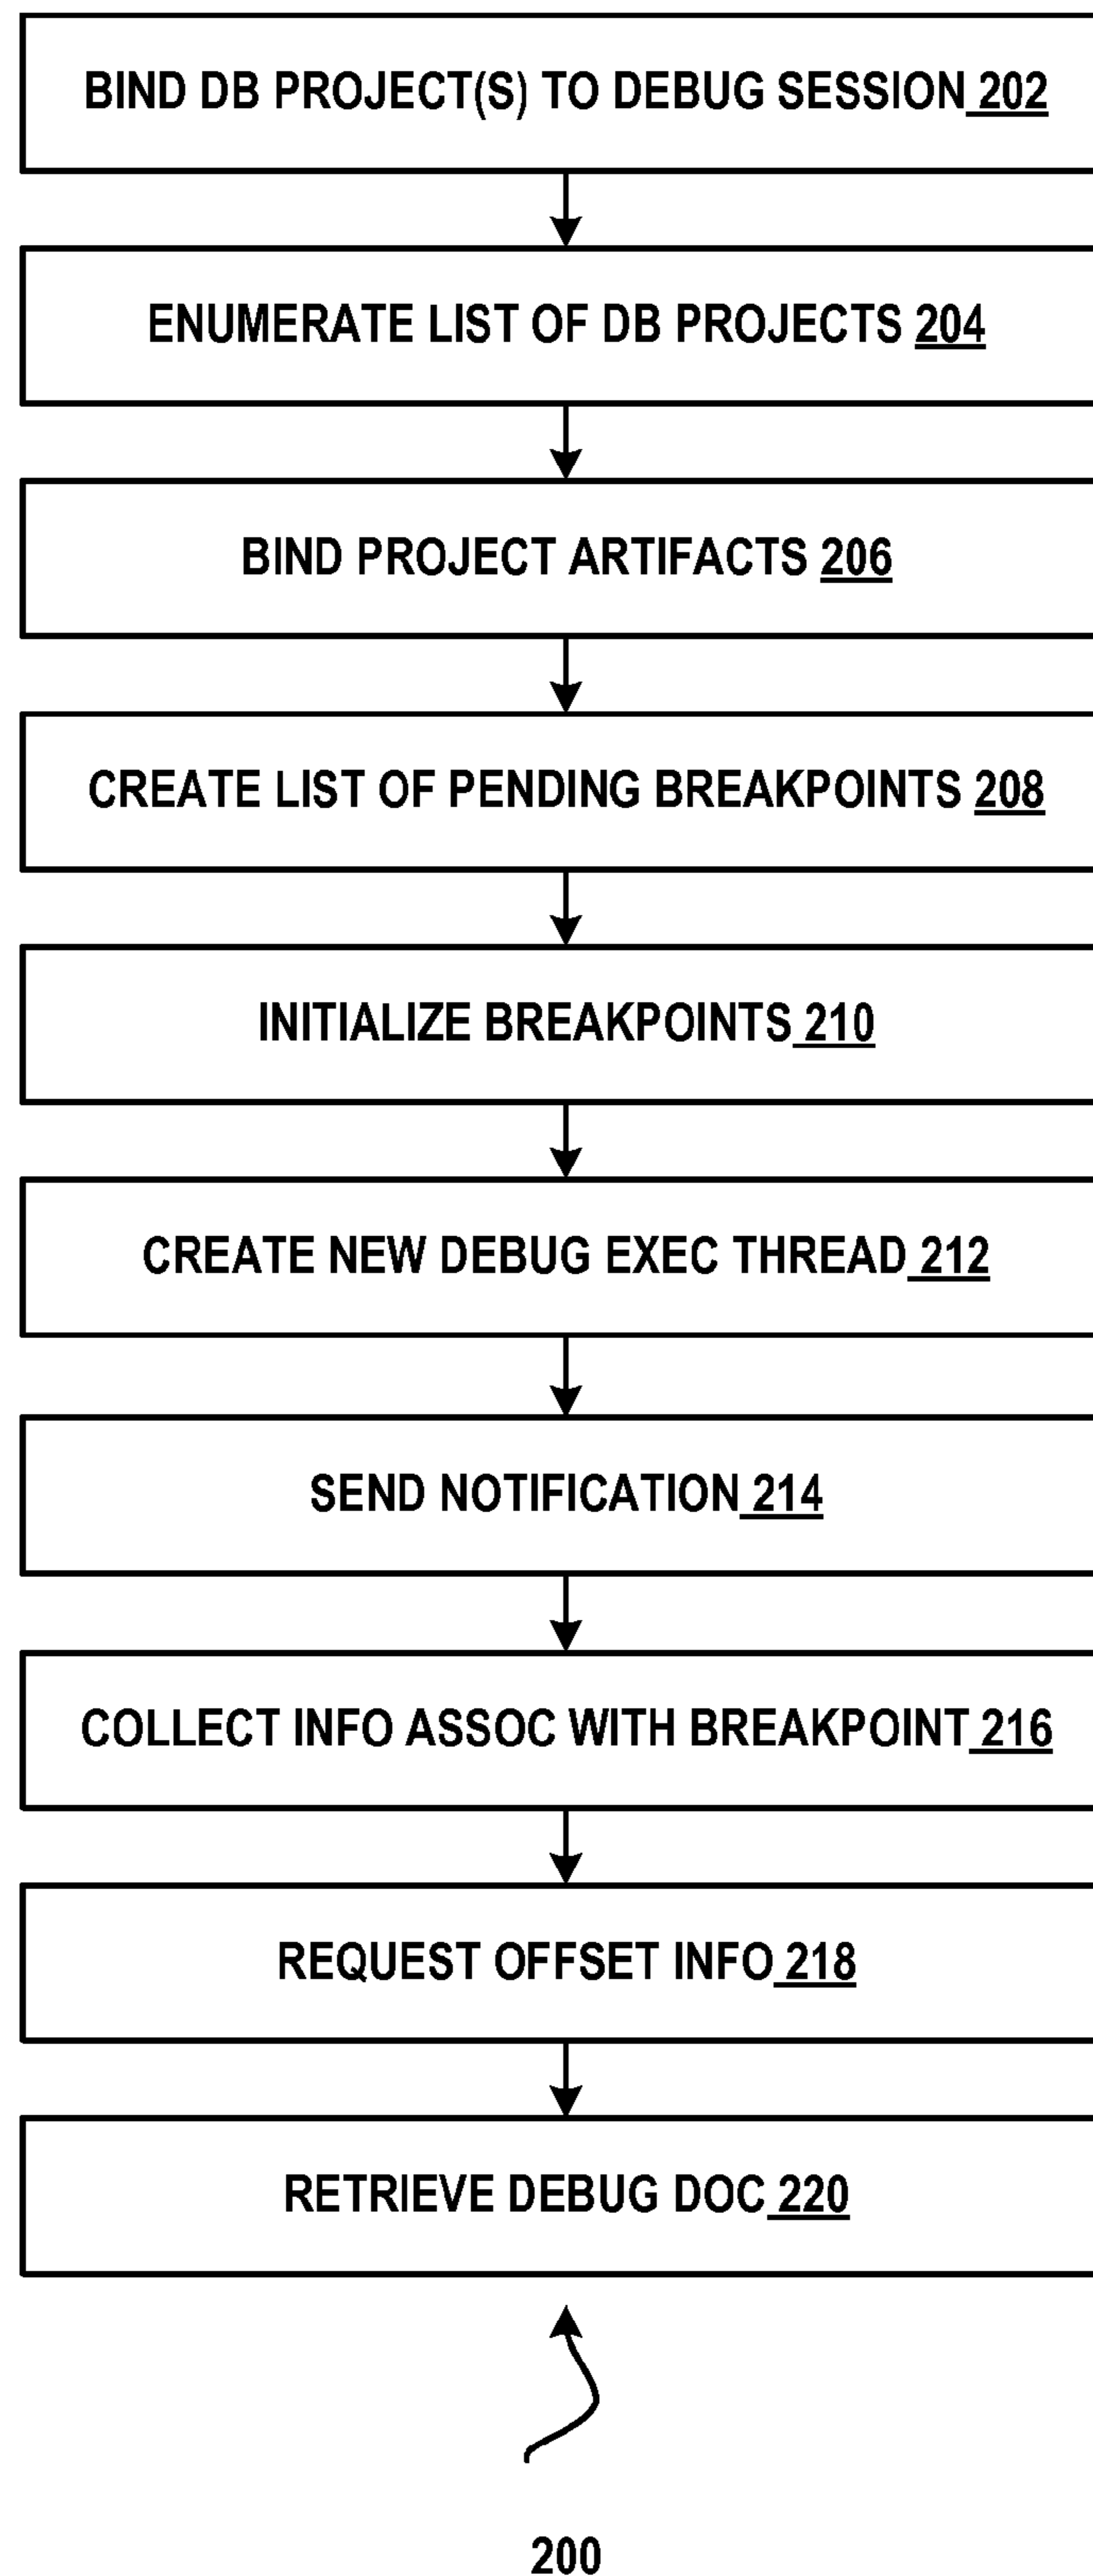 BIND DB PROJECT(S) TO DEBUG SESSION 202
ENUMERATE LIST OF DB PROJECTS 204
BIND PROJECT ARTIFACTS 206
CREATE LIST OF PENDING BREAKPOINTS 208
INITIALIZE BREAKPOINTS 210
CREATE NEW DEBUG EXEC THREAD 212
SEND NOTIFICATION 214
COLLECT INFO ASSOC WITH BREAKPOINT 216
REQUEST OFFSET INFO 218
RETRIEVE DEBUG DOC 220
200